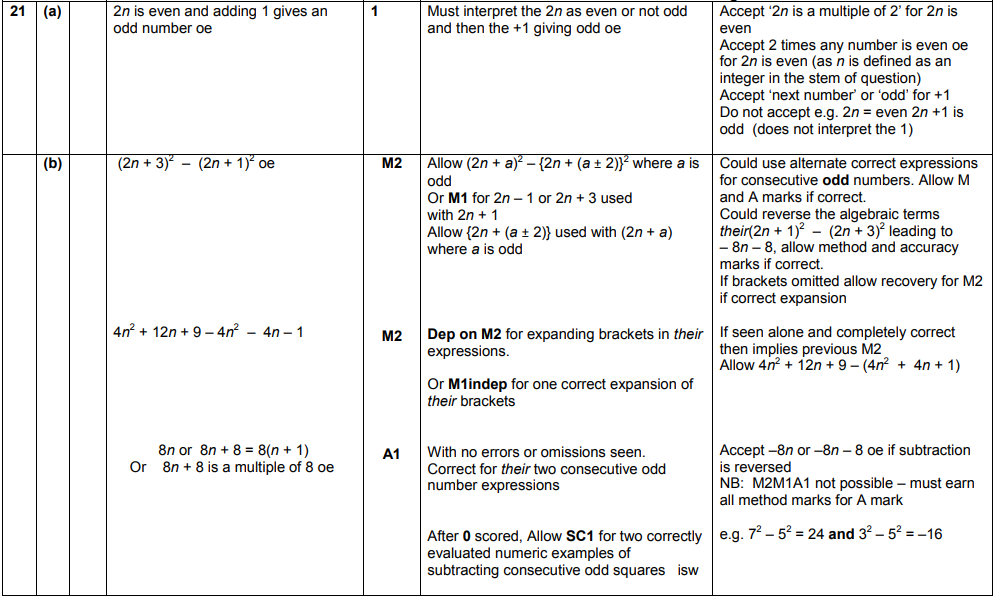 21 (a) 2n is even and adding 1 gives an
odd number oe
1
Must interpret the 2n as even or not odd
and then the +1 giving odd oe
Accept ‘2n is a multiple of 2’ for 2n is
even
Accept 2 times any number is even oe
for 2n is even (as n is defined as an
integer in the stem of question)
Accept ‘next number’ or ‘odd’ for +1
Do not accept e.g. 2n = even 2n +1 is
odd (does not interpret the 1)
(b) (2n + 3)² – (2n + 1)² oe
M2
Allow (2n + a)² – {2n + (a ± 2)}² where a is
odd
Or M1 for 2n – 1 or 2n + 3 used
with 2n + 1
Allow {2n + (a ± 2)} used with (2n + a)
where a is odd
Could use alternate correct expressions
for consecutive odd numbers. Allow M
and A marks if correct.
Could reverse the algebraic terms
their(2n + 1)² – (2n + 3)² leading to
– 8n – 8, allow method and accuracy
marks if correct.
If brackets omitted allow recovery for M2
if correct expansion
4n² + 12n + 9 – 4n² – 4n – 1
M2
Dep on M2 for expanding brackets in their
expressions.
Or M1indep for one correct expansion of
their brackets
If seen alone and completely correct
then implies previous M2
Allow 4n² + 12n + 9 – (4n² + 4n + 1)
8n or 8n + 8 = 8(n + 1)
Or 8n + 8 is a multiple of 8 oe
A1
With no errors or omissions seen.
Correct for their two consecutive odd
number expressions
Accept –8n or –8n – 8 oe if subtraction
is reversed
NB: M2M1A1 not possible – must earn
all method marks for A mark
After 0 scored, Allow SC1 for two correctly
evaluated numeric examples of
subtracting consecutive odd squares isw
e.g. 7² – 5² = 24 and 3² – 5² = –16